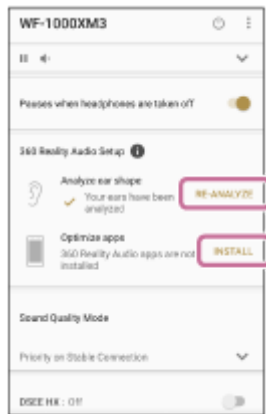 WF-1000XM3
Pauses when headphones are taken off
360 Reality Audio Setup
Analyze ear shape
Your ears have been
analyzed
RE-ANALYZE
Optimize apps
360 Reality Audio apps are not
installed
INSTALL
Sound Quality Mode
Priority on Stable Connection
DSEE HX : Off